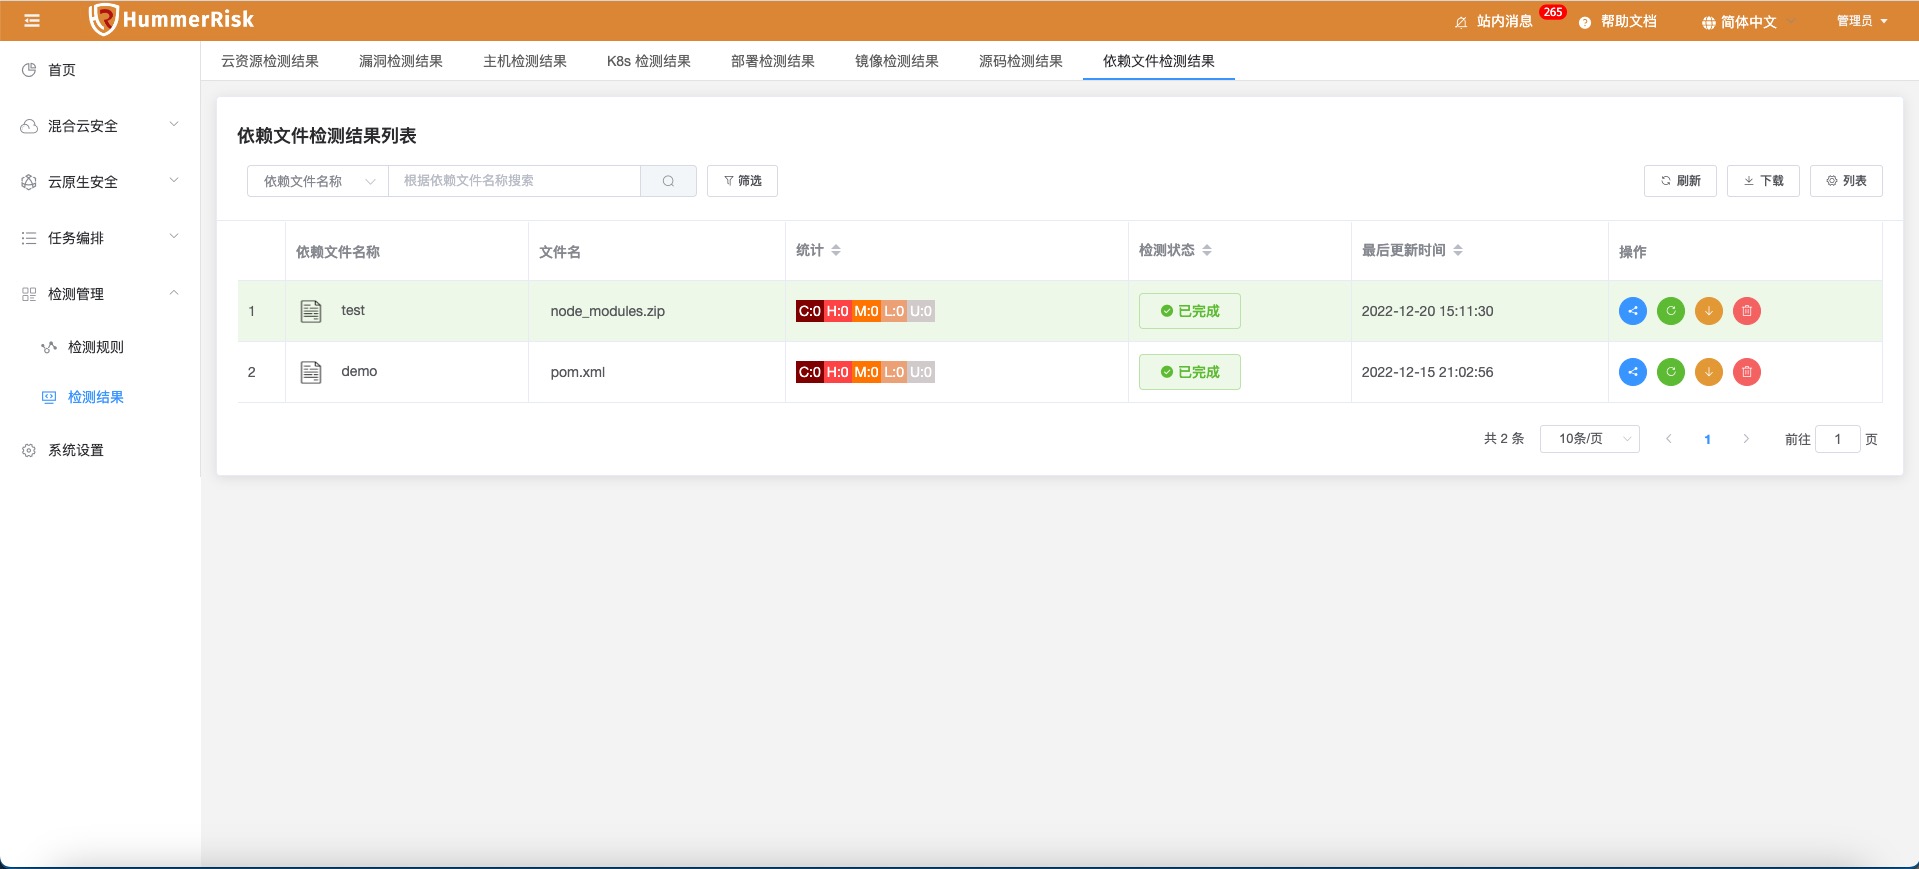 HummerRisk
站内消息 265 帮助文档 简体中文 管理员
首页
混合云安全
云原生安全
任务编排
检测管理
检测规则
检测结果
系统设置
云资源检测结果 漏洞检测结果 主机检测结果 K8s 检测结果 部署检测结果 镜像检测结果 源码检测结果 依赖文件检测结果
依赖文件检测结果列表
依赖文件名称 根据依赖文件名称搜索 筛选 刷新 下载 列表
依赖文件名称 文件名 统计 检测状态 最后更新时间 操作
1 test node_modules.zip C:0 H:0 M:0 L:0 U:0 已完成 2022-12-20 15:11:30
2 demo pom.xml C:0 H:0 M:0 L:0 U:0 已完成 2022-12-15 21:02:56
共 2 条 10条/页 1 前往 1 页